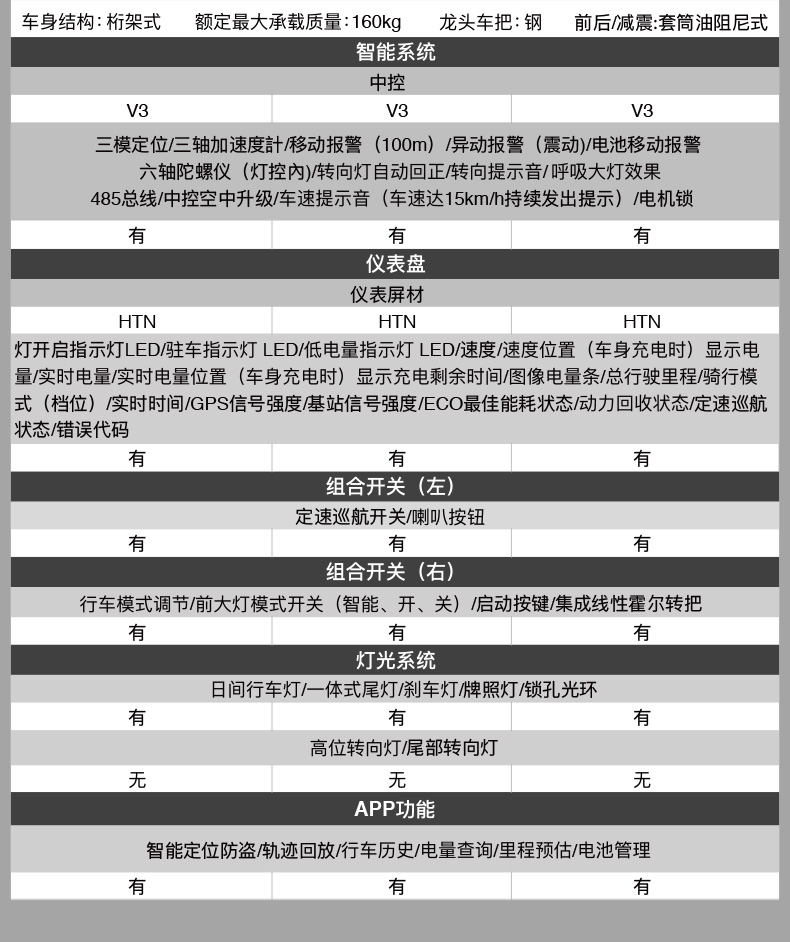 车身结构：桁架式 额定最大承载质量：160kg 龙头车把：钢 前后/减震:套筒油阻尼式
智能系统
中控
V3 V3 V3
三模定位/三轴加速度計/移动报警（100m）/异动报警（震动)/电池移动报警
六轴陀螺仪（灯控內)/转向灯自动回正/转向提示音/ 呼吸大灯效果
485总线/中控空中升级/车速提示音（车速达15km/h持续发出提示）/电机锁
有 有 有
仪表盘
仪表屏材
HTN HTN HTN
灯开启指示灯LED/驻车指示灯 LED/低电量指示灯 LED/速度/速度位置（车身充电时）显示电
量/实时电量/实时电量位置（车身充电时）显示充电剩余时间/图像电量条/总行驶里程/骑行模
式（档位）/实时时间/GPS信号强度/基站信号强度/ECO最佳能耗状态/动力回收状态/定速巡航
状态/错误代码
有 有 有
组合开关（左）
定速巡航开关/喇叭按钮
有 有 有
组合开关（右）
行车模式调节/前大灯模式开关（智能、开、关）/启动按键/集成线性霍尔转把
有 有 有
灯光系统
日间行车灯/一体式尾灯/刹车灯/牌照灯/锁孔光环
有 有 有
高位转向灯/尾部转向灯
无 无 无
APP功能
智能定位防盗/轨迹回放/行车历史/电量查询/里程预估/电池管理
有 有 有